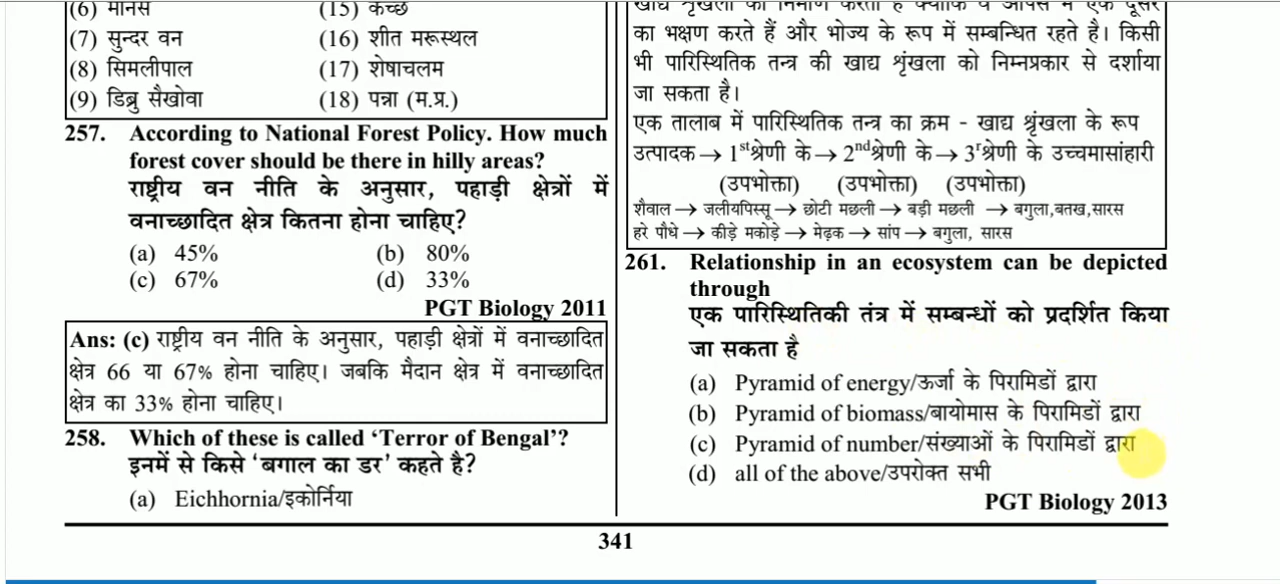 (6) मानस
(15) कच्छ
(7) सुन्दर वन
(16) शीत मरूस्थल
(8) सिमलीपाल
(17) शेषाचलम
(9) डिब्रु सैखोवा
(18) पन्ना (म.प्र.)
257. According to National Forest Policy. How much
forest cover should be there in hilly areas?
राष्ट्रीय वन नीति के अनुसार, पहाड़ी क्षेत्रों में
वनाच्छादित क्षेत्र कितना होना चाहिए?
(a) 45%
(b) 80%
(c) 67%
(d) 33%
PGT Biology 2011
Ans: (c) राष्ट्रीय वन नीति के अनुसार, पहाड़ी क्षेत्रों में वनाच्छादित
क्षेत्र 66 या 67% होना चाहिए। जबकि मैदान क्षेत्र में वनाच्छादित
क्षेत्र का 33% होना चाहिए।
258. Which of these is called ‘Terror of Bengal’?
इनमें से किसे ‘बगाल का डर’ कहते है?
(a) Eichhornia/इकोर्निया
खाद्य शृंखला का निर्माण करता है क्योंकि ये आपस में एक दूसरे
का भक्षण करते हैं और भोज्य के रूप में सम्बन्धित रहते है। किसी
भी पारिस्थितिक तन्त्र की खाद्य शृंखला को निम्नप्रकार से दर्शाया
जा सकता है।
एक तालाब में पारिस्थितिक तन्त्र का क्रम - खाद्य श्रृंखला के रूप
उत्पादक → 1stश्रेणी के → 2ndश्रेणी के → 3rश्रेणी के उच्चमासांहारी
(उपभोक्ता) (उपभोक्ता) (उपभोक्ता)
शैवाल → जलीयपिस्सू → छोटी मछली → बड़ी मछली → बगुला,बतख,सारस
हरे पौधे → कीड़े मकोड़े → मेढ़क → सांप → बगुला, सारस
261. Relationship in an ecosystem can be depicted
through
एक पारिस्थितिकी तंत्र में सम्बन्धों को प्रदर्शित किया
जा सकता है
(a) Pyramid of energy/ऊर्जा के पिरामिडों द्वारा
(b) Pyramid of biomass/बायोमास के पिरामिडों द्वारा
(c) Pyramid of number/संख्याओं के पिरामिडों द्वारा
(d) all of the above/उपरोक्त सभी
PGT Biology 2013
341